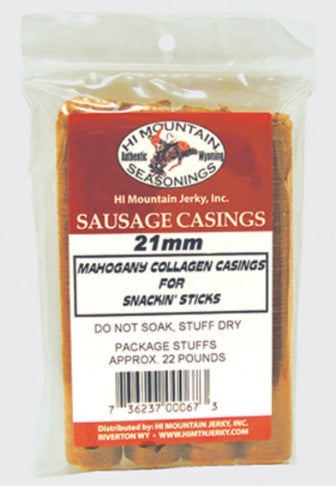 HI MOUNTAIN
Authentic Wyoming
SEASONINGS
HI Mountain Jerky, Inc.
SAUSAGE CASINGS
21mm
MAHOGANY COLLAGEN CASINGS
FOR
SNACKIN' STICKS
DO NOT SOAK, STUFF DRY
PACKAGE STUFFS
APPROX. 22 POUNDS
7 36237 00067 3
Distributed by: HI MOUNTAIN JERKY, INC.
RIVERTON WY • WWW.HIMTNJERKY.COM